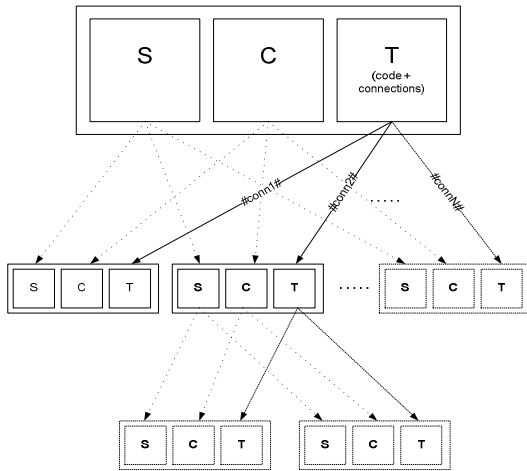 S C T
(code +
connections)
#conn1# #conn2# #connN#
.....
S C T S C T ..... S C T
S C T S C T